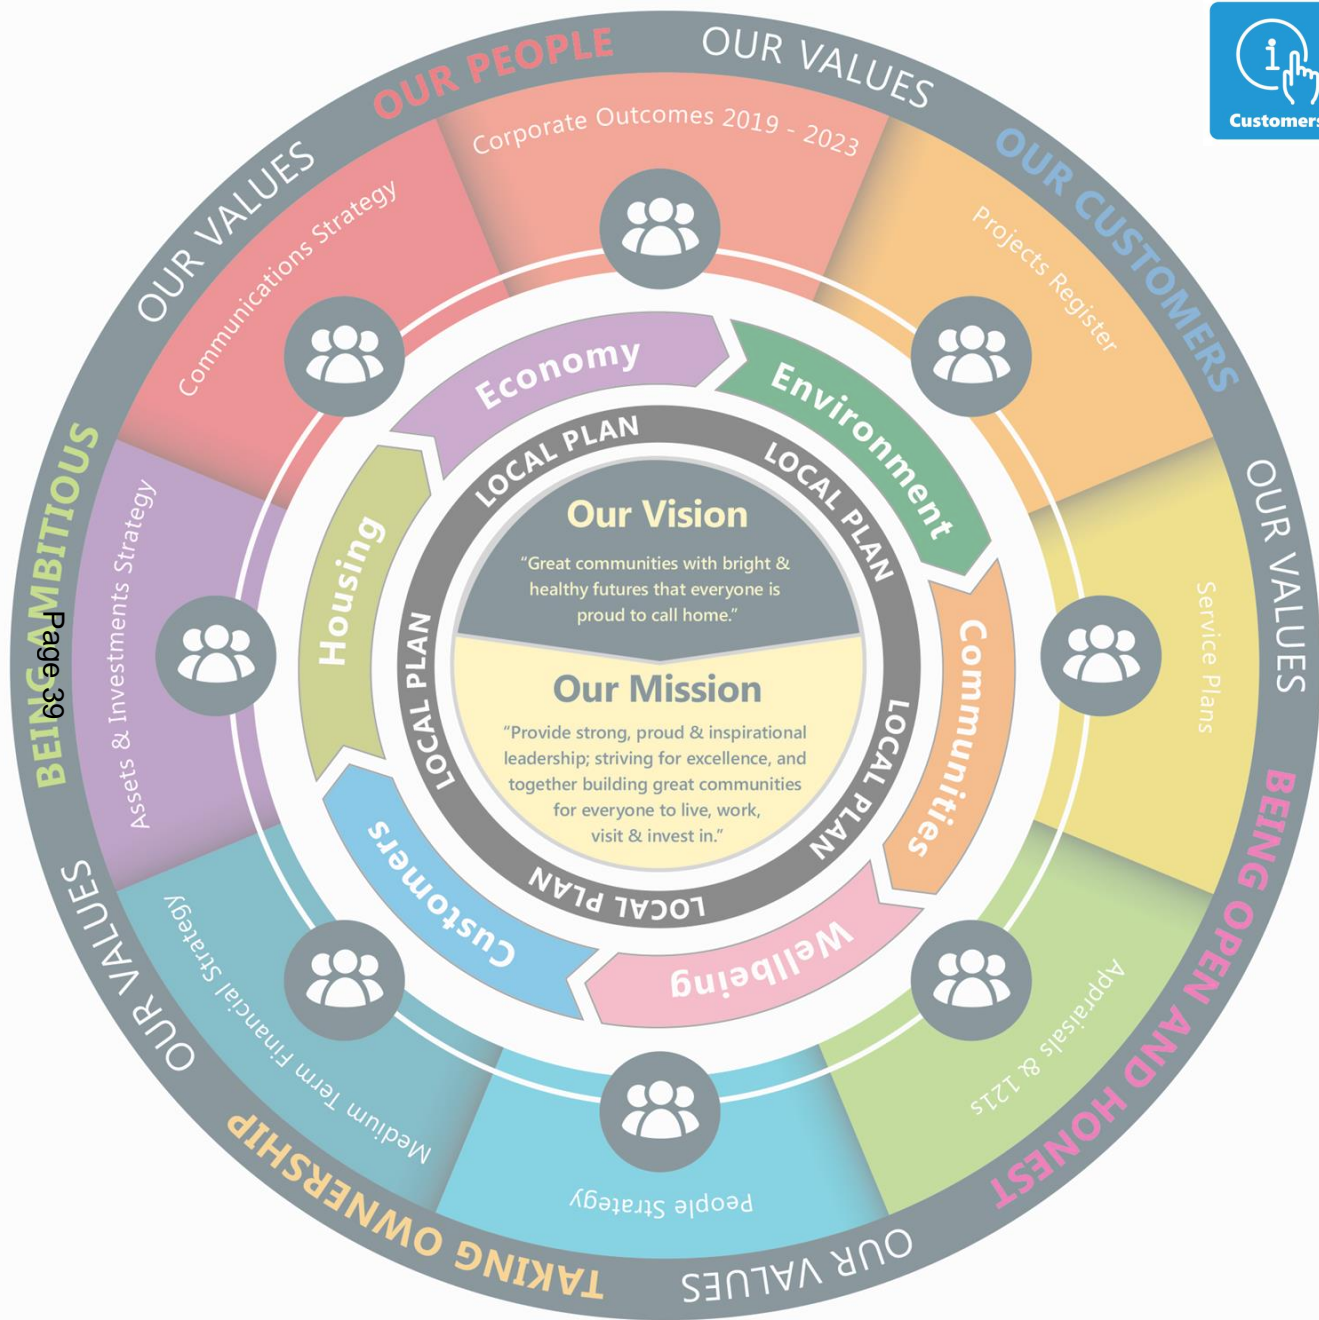 OUR PEOPLE
OUR VALUES
OUR CUSTOMERS
OUR VALUES
BEING OPEN AND HONEST
OUR VALUES
TAKING OWNERSHIP
OUR VALUES
BEING AMBITIOUS
OUR VALUES
Customers
Corporate Outcomes 2019 - 2023
Projects Register
Service Plans
Appraisals & 121s
People Strategy
Medium Term Financial Strategy
Assets & Investments Strategy
Communications Strategy
Economy
Environment
Communities
Wellbeing
Customers
Housing
LOCAL PLAN
LOCAL PLAN
LOCAL PLAN
LOCAL PLAN
LOCAL PLAN
Our Vision
“Great communities with bright &
healthy futures that everyone is
proud to call home.”
Our Mission
“Provide strong, proud & inspirational
leadership; striving for excellence, and
together building great communities
for everyone to live, work,
visit & invest in.”
Page 39